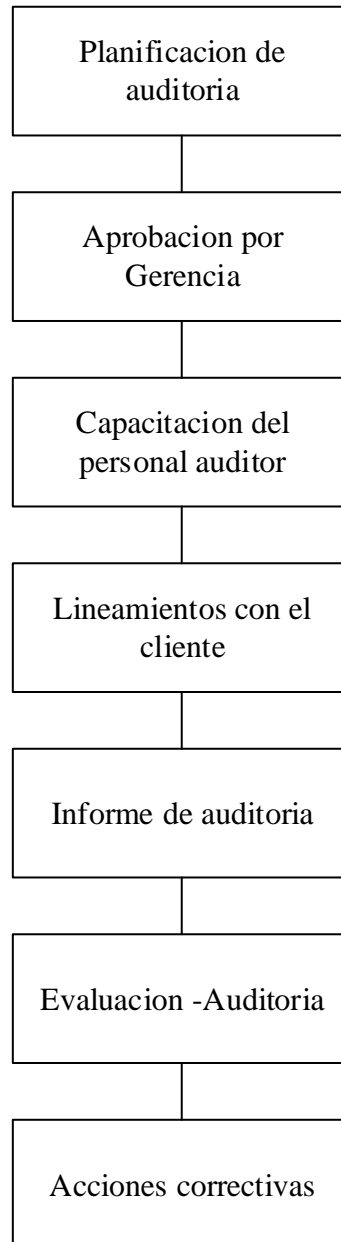 Planificacion de
auditoria
Aprobacion por
Gerencia
Capacitacion del
personal auditor
Lineamientos con el
cliente
Informe de auditoria
Evaluacion -Auditoria
Acciones correctivas